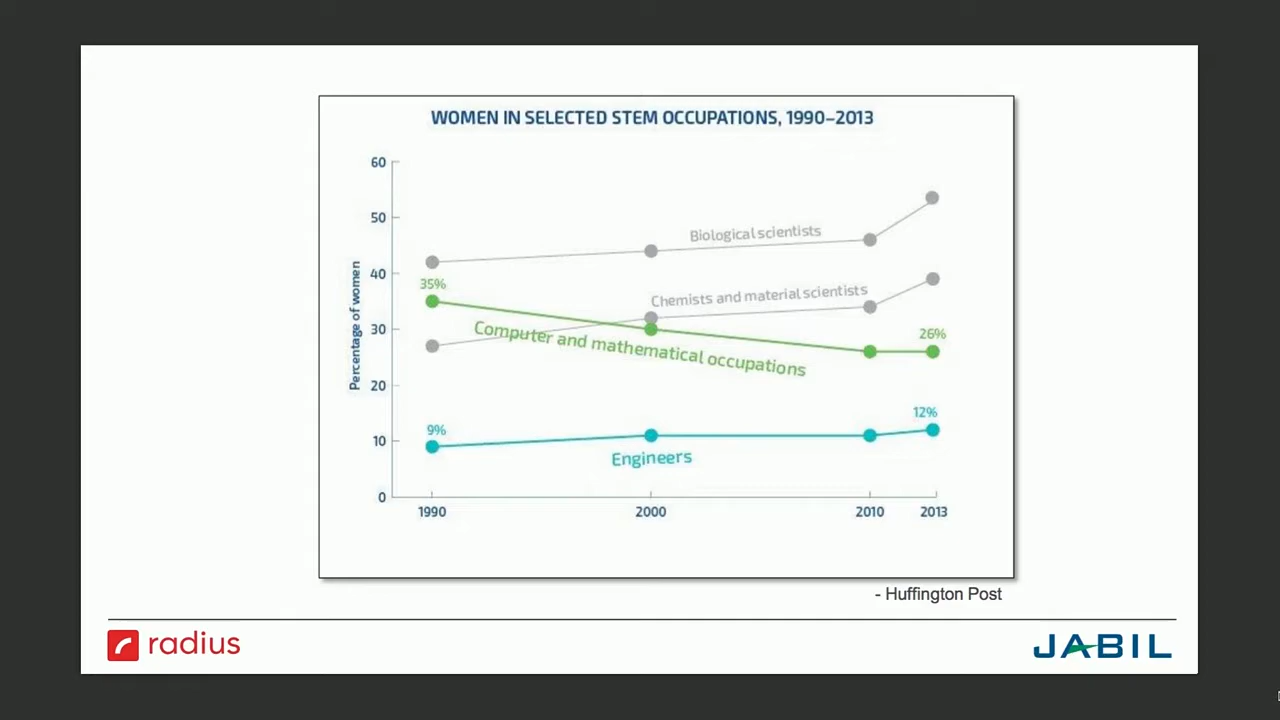 WOMEN IN SELECTED STEM OCCUPATIONS, 1990–2013
Percentage of women
60
50
40
30
20
10
0
Biological scientists
35%
Chemists and material scientists
Computer and mathematical occupations
26%
9%
12%
Engineers
1990
2000
2010
2013
- Huffington Post
radius
JABIL